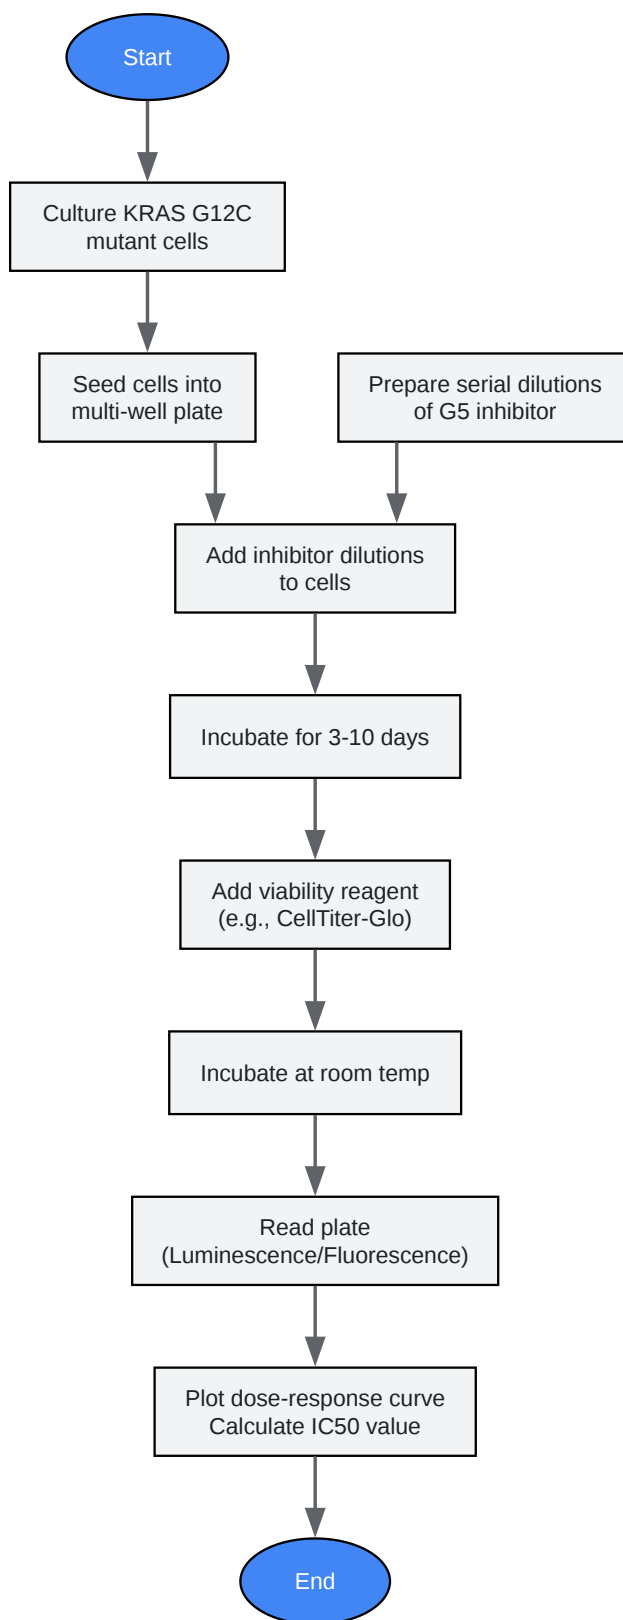 Start
Culture KRAS G12C
mutant cells
Seed cells into
multi-well plate
Prepare serial dilutions
of G5 inhibitor
Add inhibitor dilutions
to cells
Incubate for 3-10 days
Add viability reagent
(e.g., CellTiter-Glo)
Incubate at room temp
Read plate
(Luminescence/Fluorescence)
Plot dose-response curve
Calculate IC50 value
End